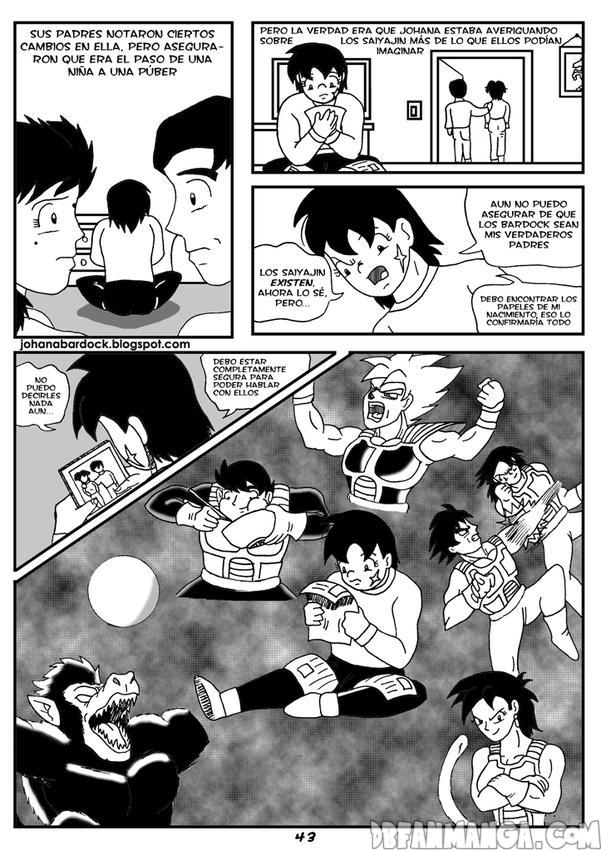 SUS PADRES NOTARON CIERTOS
CAMBIOS EN ELLA, PERO ASEGURA-
RON QUE ERA EL PASO DE UNA
NIÑA A UNA PÚBER
PERO LA VERDAD ERA QUE JOHANA ESTABA AVERIGUANDO
SOBRE LOS SAIYAJIN MÁS DE LO QUE ELLOS PODÍAN
IMAGINAR
AUN NO PUEDO
ASEGURAR DE QUE
LOS BARDOCK SEAN
MIS VERDADEROS
PADRES
LOS SAIYAJIN
EXISTEN,
AHORA LO SÉ,
PERO...
DEBO ENCONTRAR LOS
PAPELES DE MI
NACIMIENTO, ESO LO
CONFIRMARÍA TODO
johanabardock.blogspot.com
NO
PUEDO
DECIRLES
NADA
AUN...
DEBO ESTAR
COMPLETAMENTE
SEGURA PARA
PODER HABLAR
CON ELLOS
43
DBFANMANGA.COM